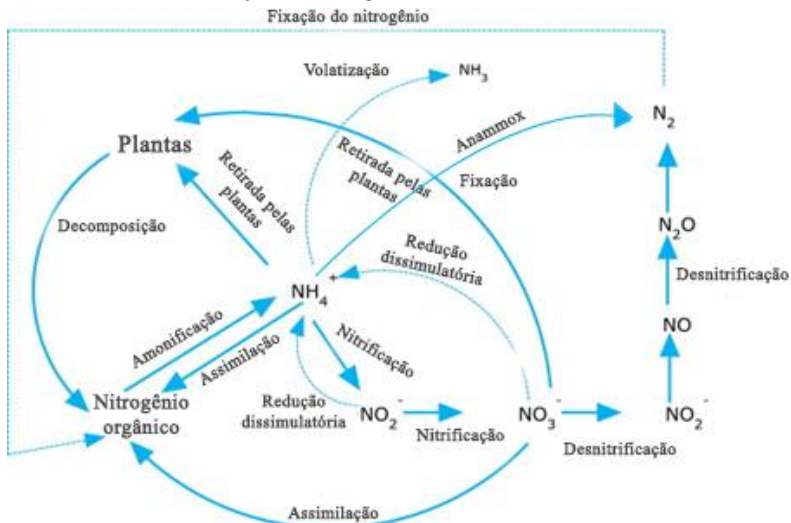 Fixação do nitrogênio
Volatização
NH3
N2
Anammox
Plantas
Retirada pelas
plantas
Retirada pelas
plantas
Fixação
Decomposição
N2O
Redução
dissimulatória
Desnitrificação
NH4+
NO
Amonificação
Assimilação
Nitrificação
Nitrogênio
orgânico
Redução
dissimulatória
NO2-
Nitrificação
NO3-
Desnitrificação
NO2-
Assimilação